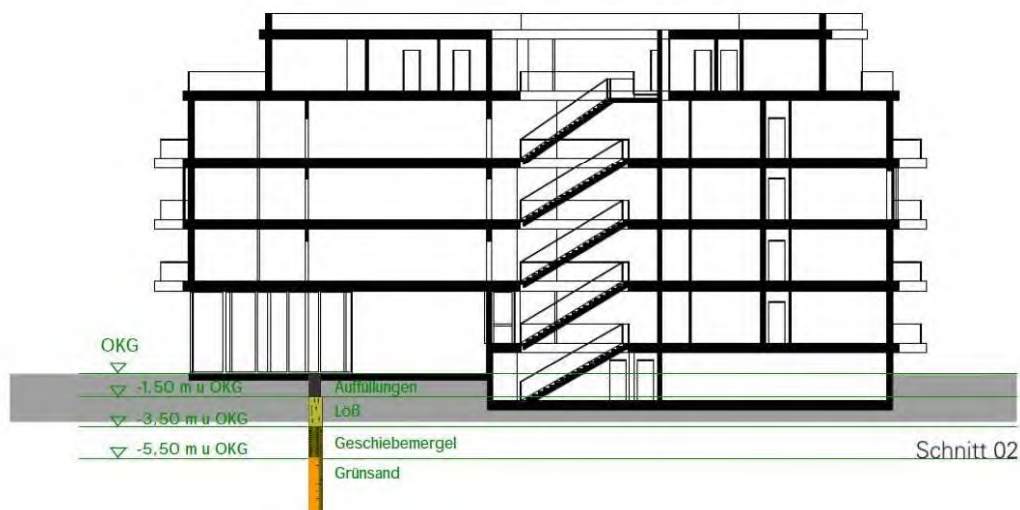 OKG
-1,50 m u OKG
Auffüllungen
Löß
-3,50 m u OKG
Geschiebemergel
-5,50 m u OKG
Schnitt 02
Grünsand